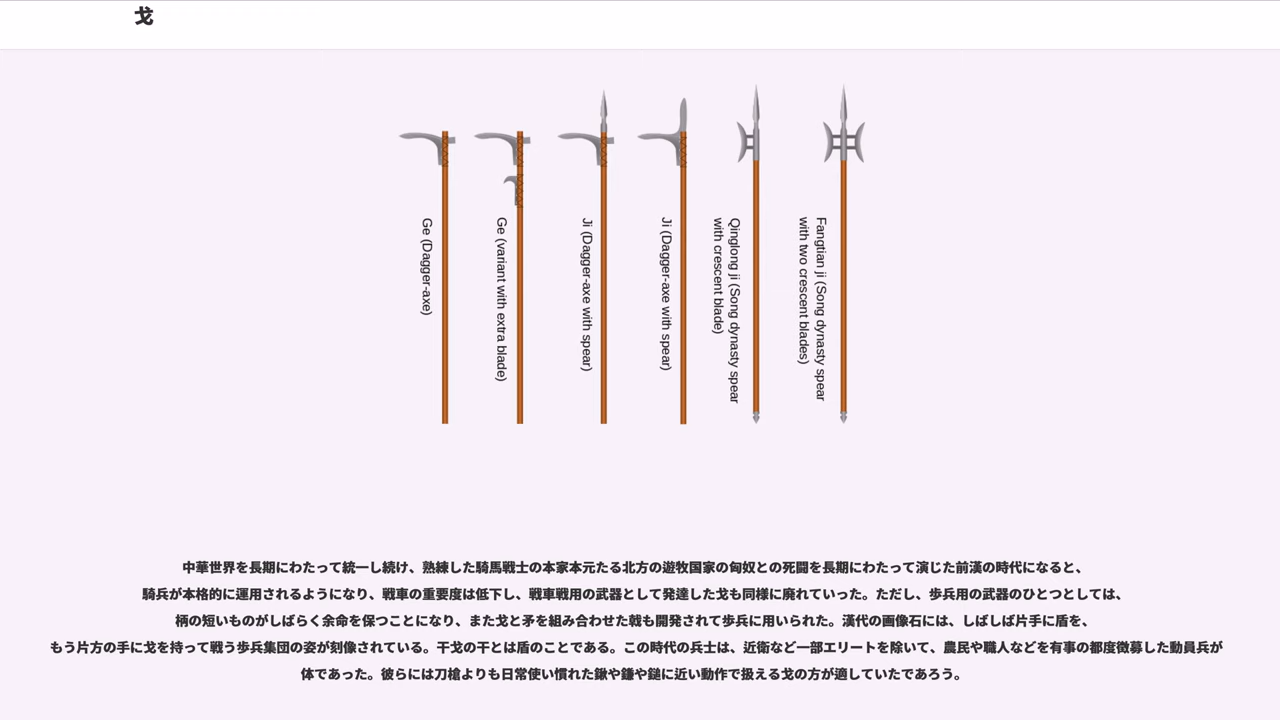 戈
Ge (Dagger-axe)
Ge (variant with extra blade)
Ji (Dagger-axe with spear)
Ji (Dagger-axe with spear)
Qinglong ji (Song dynasty spear
with crescent blade)
Fangtian ji (Song dynasty spear
with two crescent blades)
中華世界を長期にわたって統一し続け、熟練した騎馬戦士の本家本元たる北方の遊牧国家の匈奴との死闘を長期にわたって演じた前漢の時代になると、
騎兵が本格的に運用されるようになり、戦車の重要度は低下し、戦車戦用の武器として発達した戈も同様に廃れていった。ただし、歩兵用の武器のひとつとしては、
柄の短いものがしばらく余命を保つことになり、また戈と矛を組み合わせた戟も開発されて歩兵に用いられた。漢代の画像石には、しばしば片手に盾を、
もう片方の手に戈を持って戦う歩兵集団の姿が刻像されている。干戈の干とは盾のことである。この時代の兵士は、近衛など一部エリートを除いて、農民や職人などを有事の都度徴募した動員兵が
体であった。彼らには刀槍よりも日常使い慣れた鍬や鎌や鎚に近い動作で扱える戈の方が適していたであろう。